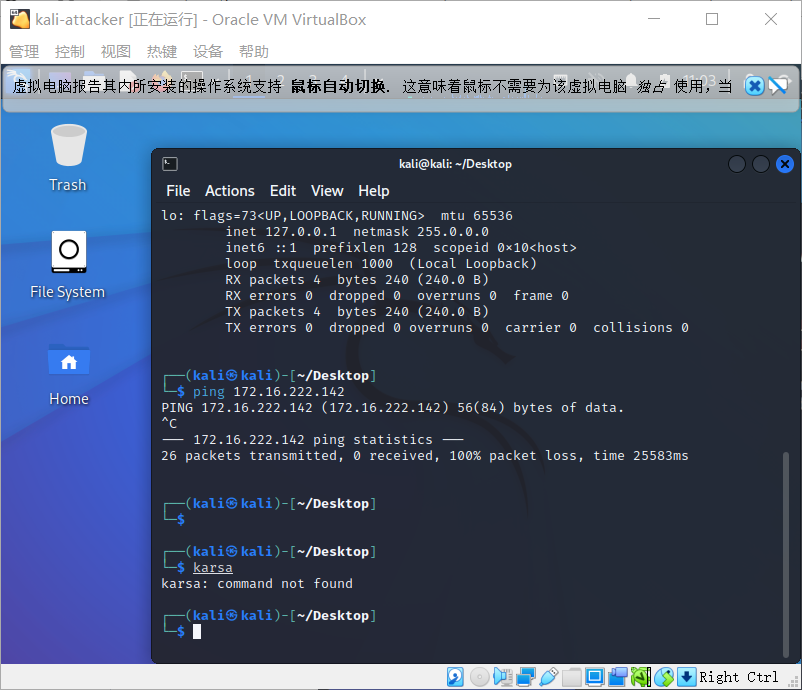 kali-attacker [正在运行] - Oracle VM VirtualBox
管理 控制 视图 热键 设备 帮助
虚拟电脑报告其内所安装的操作系统支持 鼠标自动切换. 这意味着鼠标不需要为该虚拟电脑 独占 使用，当
Trash
File System
Home
kali@kali: ~/Desktop
File Actions Edit View Help
lo: flags=73<UP,LOOPBACK,RUNNING>  mtu 65536
        inet 127.0.0.1  netmask 255.0.0.0
        inet6 ::1  prefixlen 128  scopeid 0×10<host>
        loop  txqueuelen 1000  (Local Loopback)
        RX packets 4  bytes 240 (240.0 B)
        RX errors 0  dropped 0  overruns 0  frame 0
        TX packets 4  bytes 240 (240.0 B)
        TX errors 0  dropped 0 overruns 0  carrier 0  collisions 0
┌──(kali㉿kali)-[~/Desktop]
└─$ ping 172.16.222.142
PING 172.16.222.142 (172.16.222.142) 56(84) bytes of data.
^C
─── 172.16.222.142 ping statistics ───
26 packets transmitted, 0 received, 100% packet loss, time 25583ms
┌──(kali㉿kali)-[~/Desktop]
└─$
┌──(kali㉿kali)-[~/Desktop]
└─$ karsa
karsa: command not found
┌──(kali㉿kali)-[~/Desktop]
└─$
Right Ctrl